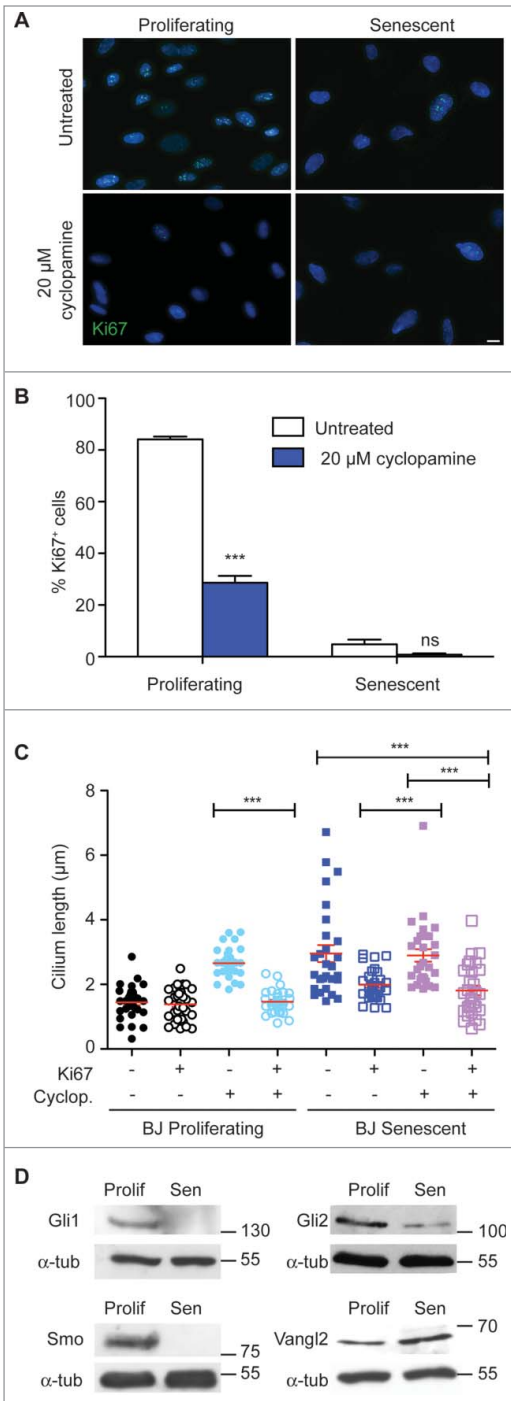 A
Proliferating Senescent
Untreated
20 µM
cyclopamine
Ki67
B
100
80
60
40
20
0
% Ki67⁺ cells
Untreated
20 µM cyclopamine
***
ns
Proliferating Senescent
C
8
6
4
2
0
Cilium length (µm)
***
***
*** ***
Ki67 - + - + - + - +
Cyclop. - - + + - - + +
BJ Proliferating BJ Senescent
D
Prolif Sen
Gli1
130
α-tub
55
Prolif Sen
Gli2
100
α-tub
55
Prolif Sen
Smo
75
α-tub
55
Prolif Sen
70
Vangl2
α-tub
55